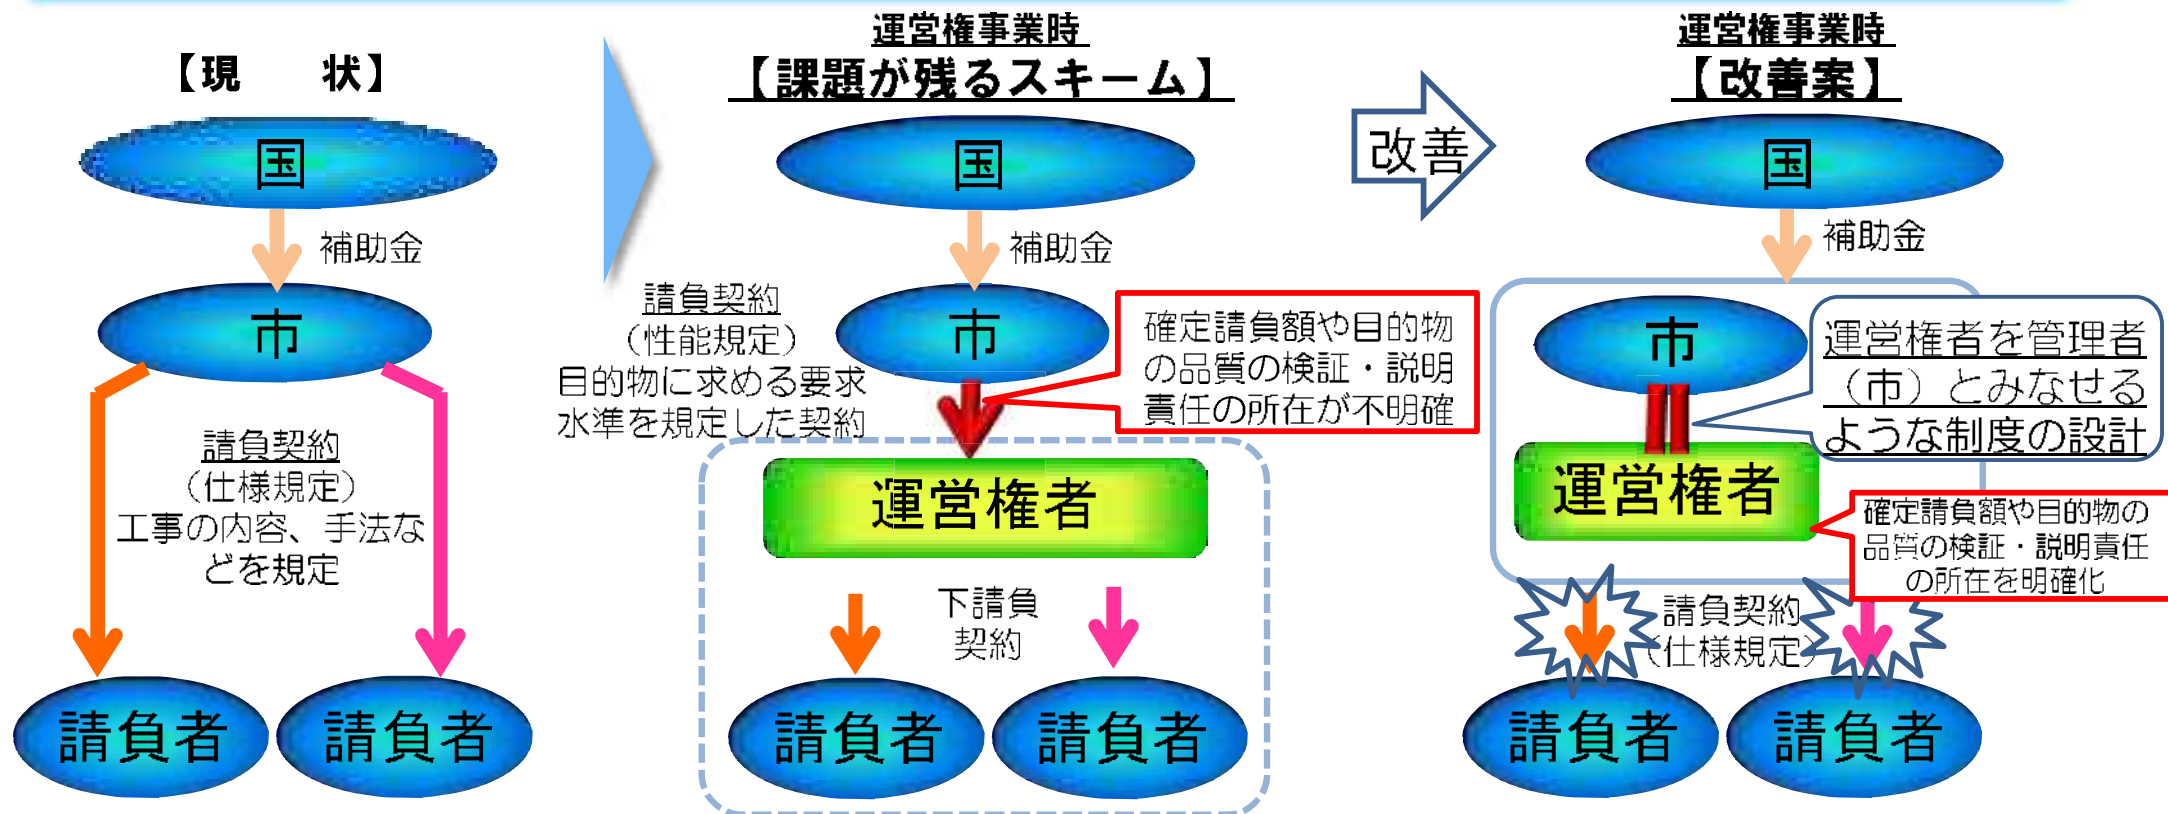 【現　　状】
国
補助金
市
請負契約
（仕様規定）
工事の内容、手法な
どを規定
請負者
請負者
運営権事業時
【課題が残るスキーム】
国
補助金
請負契約
（性能規定）
目的物に求める要求
水準を規定した契約
市
確定請負額や目的物
の品質の検証・説明
責任の所在が不明確
運営権者
下請負
契約
請負者
請負者
改善
運営権事業時
【改善案】
国
補助金
市
運営権者を管理者
（市）とみなせる
ような制度の設計
運営権者
確定請負額や目的物の
品質の検証・説明責任
の所在を明確化
請負契約
（仕様規定）
請負者
請負者